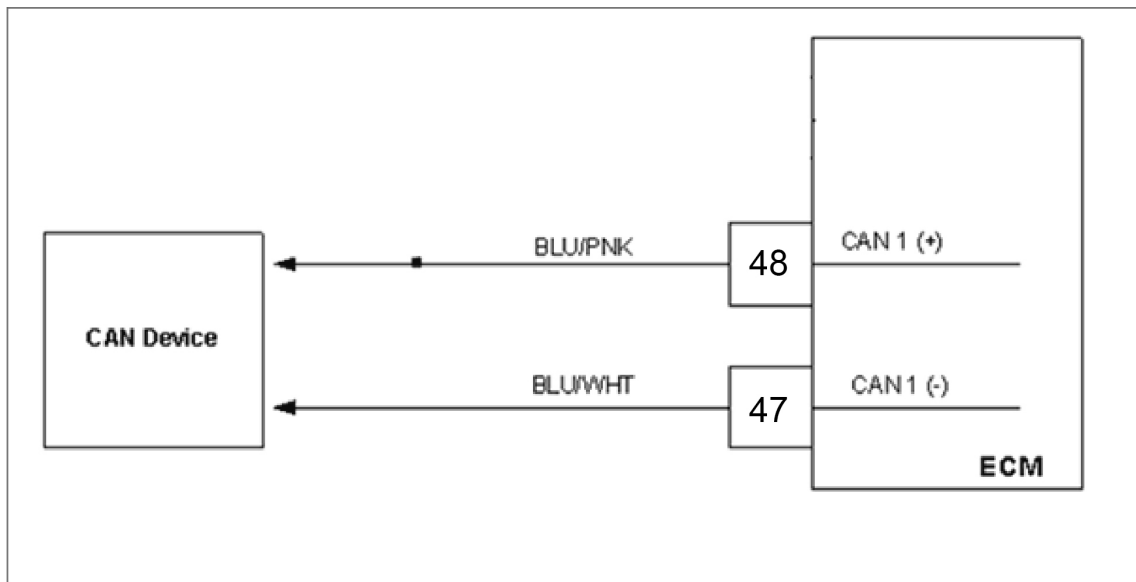 CAN 1 (+)
BLU/PNK
48
CAN Device
BLU/WHT
47
CAN 1 (-)
ECM